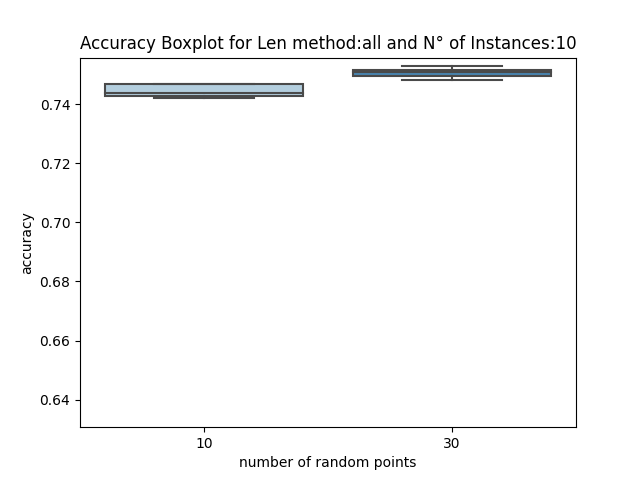 Accuracy Boxplot for Len method:all and N° of Instances:10
0.74
0.72
0.70
0.68
0.66
0.64
accuracy
10 30
number of random points